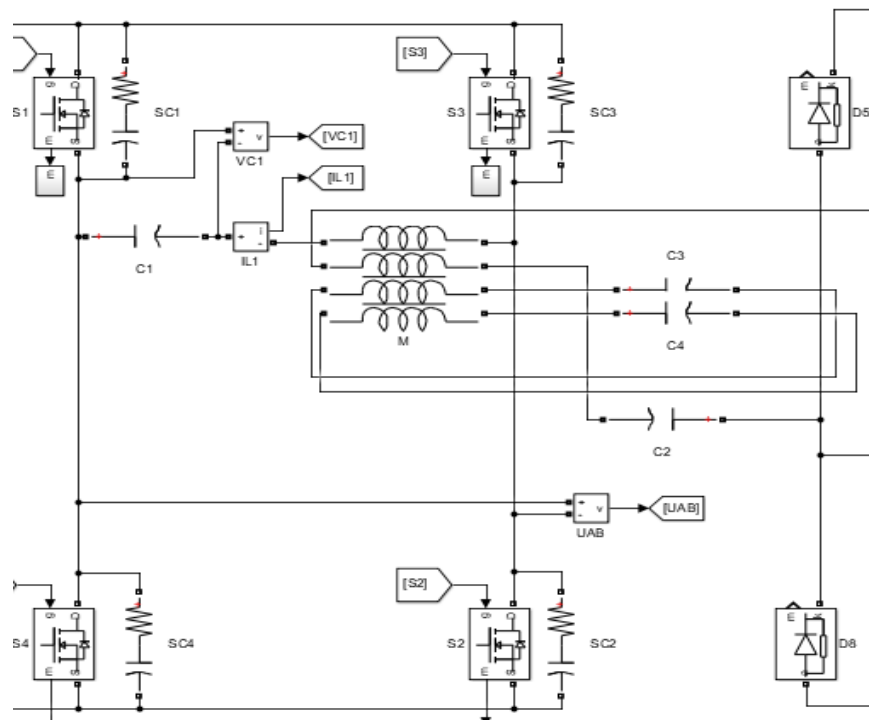 [S3]
S1
SC1
S3
SC3
D5
g
m
VC1
v
[VC1]
[IL1]
C1
IL1
i
M
C3
C4
C2
UAB
v
[UAB]
[S2]
S4
SC4
S2
SC2
D8